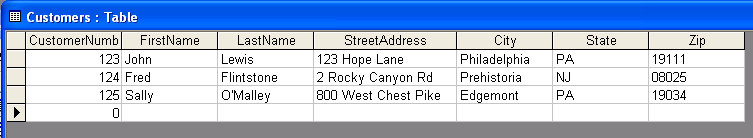 Customers : Table
CustomerNumb FirstName LastName StreetAddress City State Zip
123 John Lewis 123 Hope Lane Philadelphia PA 19111
124 Fred Flintstone 2 Rocky Canyon Rd Prehistoria NJ 08025
125 Sally O'Malley 800 West Chest Pike Edgemont PA 19034
0